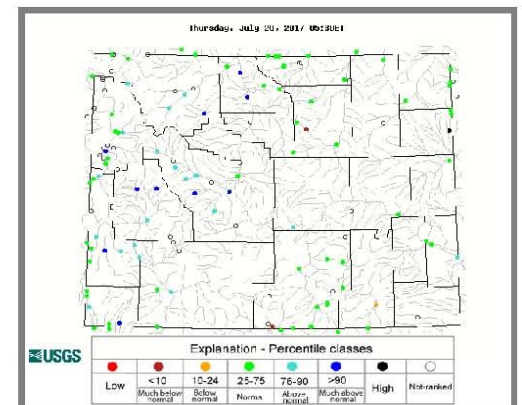 Thursday, July 20, 2017 05:30ET
USGS
Explanation - Percentile classes
Low
<10
10-24
25-75
76-90
>90
High
Not-ranked
Much below normal
Below normal
Normal
Above normal
Much above normal